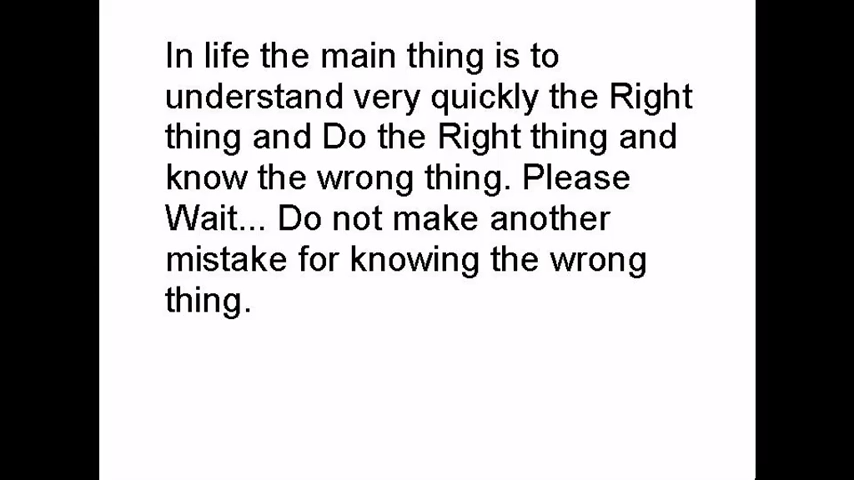 In life the main thing is to
understand very quickly the Right
thing and Do the Right thing and
know the wrong thing. Please
Wait... Do not make another
mistake for knowing the wrong
thing.